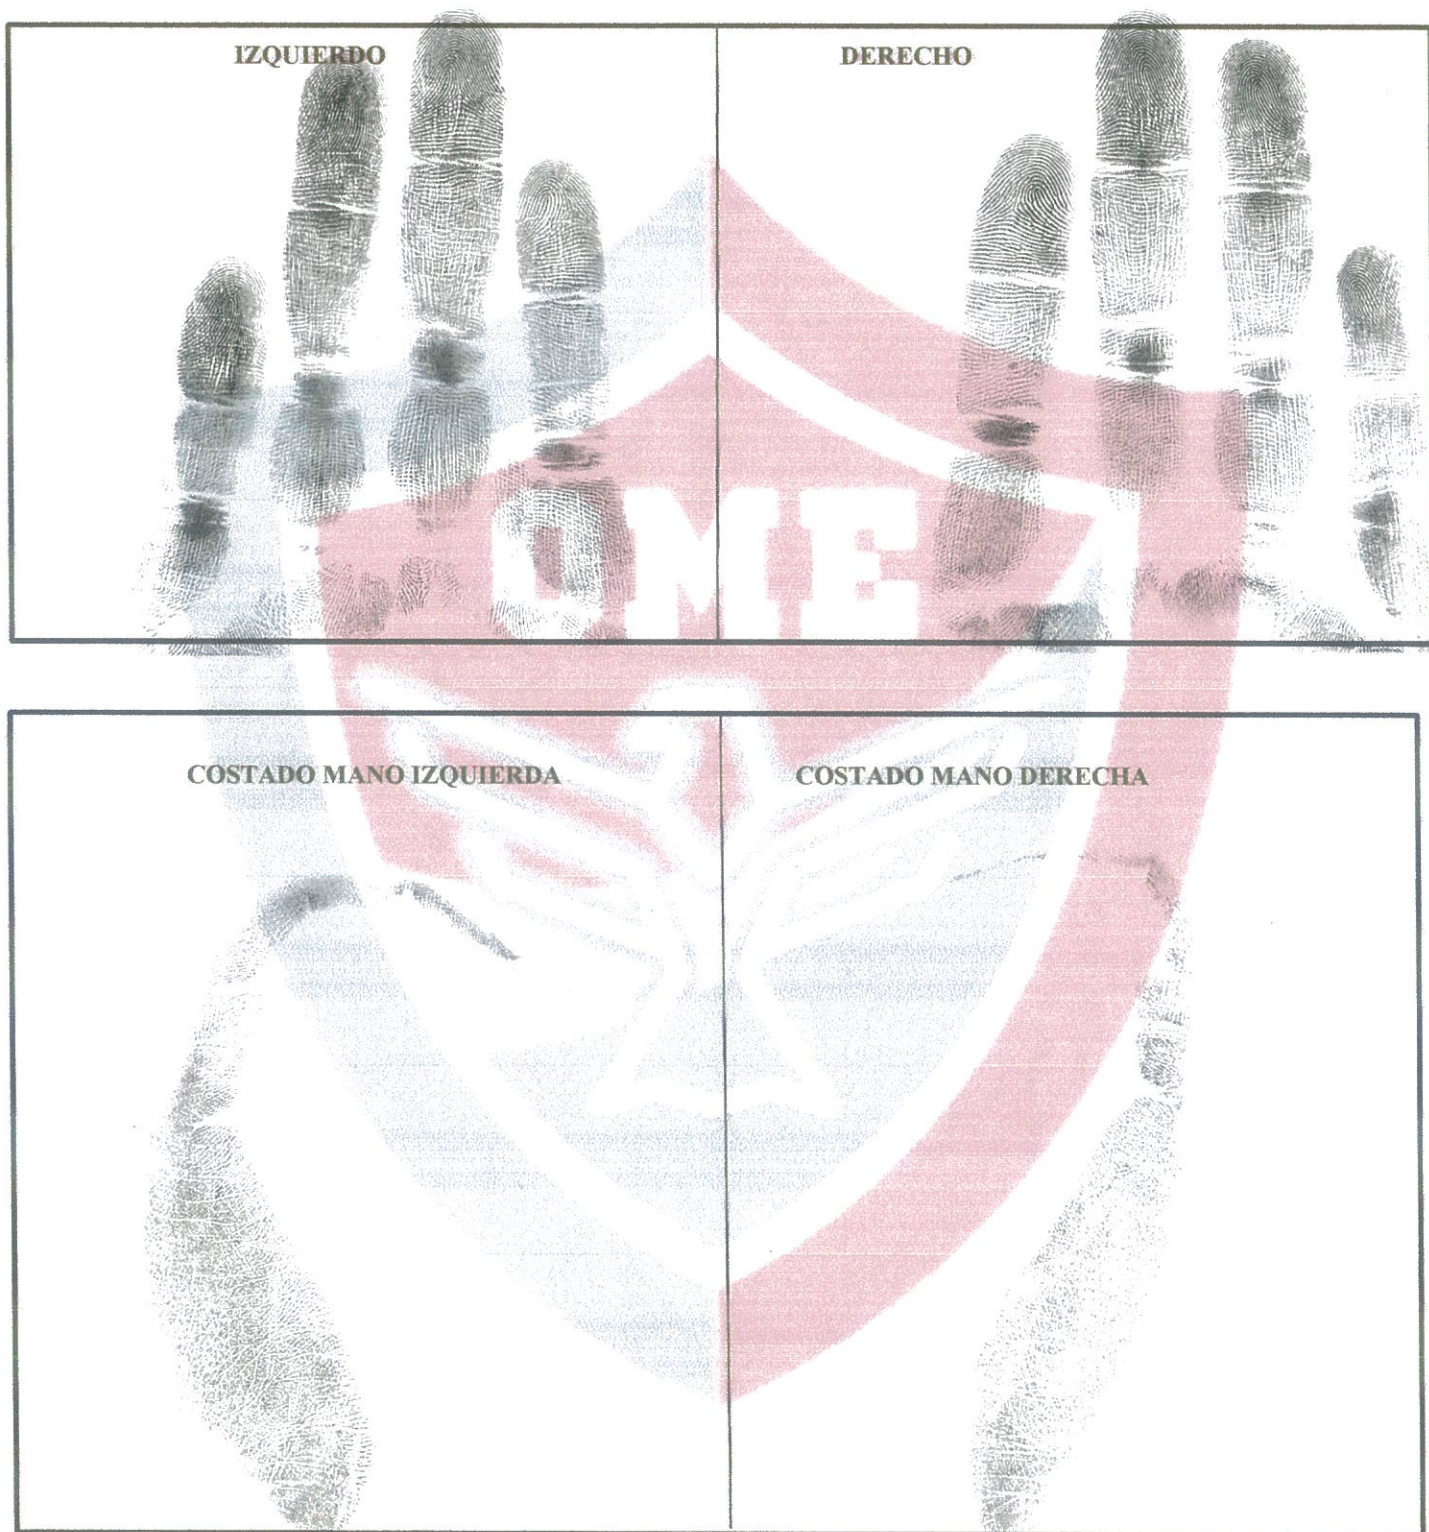 IZQUIERDO
DERECHO
OME
COSTADO MANO IZQUIERDA
COSTADO MANO DERECHA